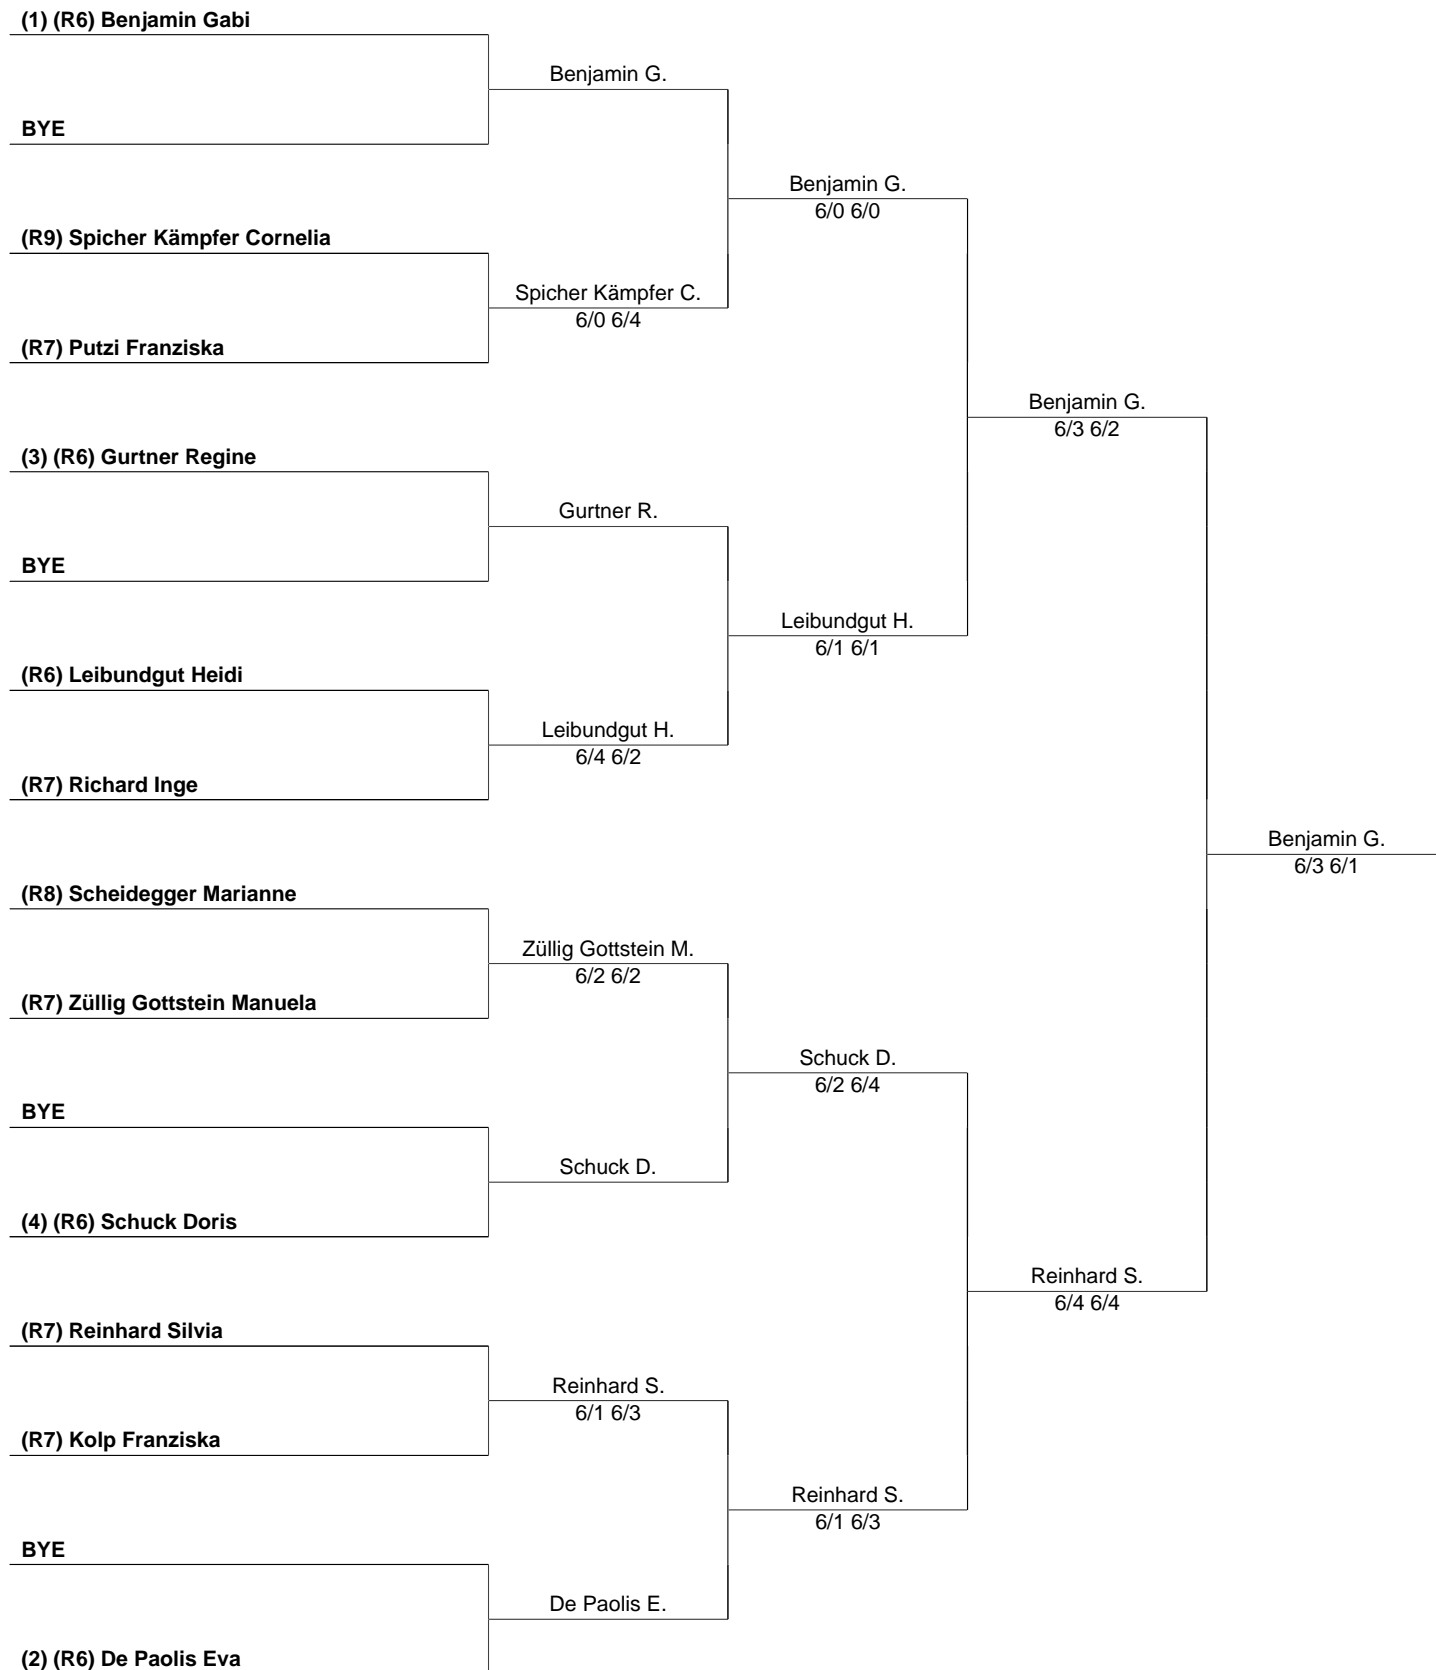 (1) (R6) Benjamin Gabi
Benjamin G.
BYE
Benjamin G.
6/0 6/0
(R9) Spicher Kämpfer Cornelia
Spicher Kämpfer C.
6/0 6/4
(R7) Putzi Franziska
Benjamin G.
6/3 6/2
(3) (R6) Gurtner Regine
Gurtner R.
BYE
Leibundgut H.
6/1 6/1
(R6) Leibundgut Heidi
Leibundgut H.
6/4 6/2
(R7) Richard Inge
Benjamin G.
6/3 6/1
(R8) Scheidegger Marianne
Züllig Gottstein M.
6/2 6/2
(R7) Züllig Gottstein Manuela
Schuck D.
6/2 6/4
BYE
Schuck D.
(4) (R6) Schuck Doris
Reinhard S.
6/4 6/4
(R7) Reinhard Silvia
Reinhard S.
6/1 6/3
(R7) Kolp Franziska
Reinhard S.
6/1 6/3
BYE
De Paolis E.
(2) (R6) De Paolis Eva